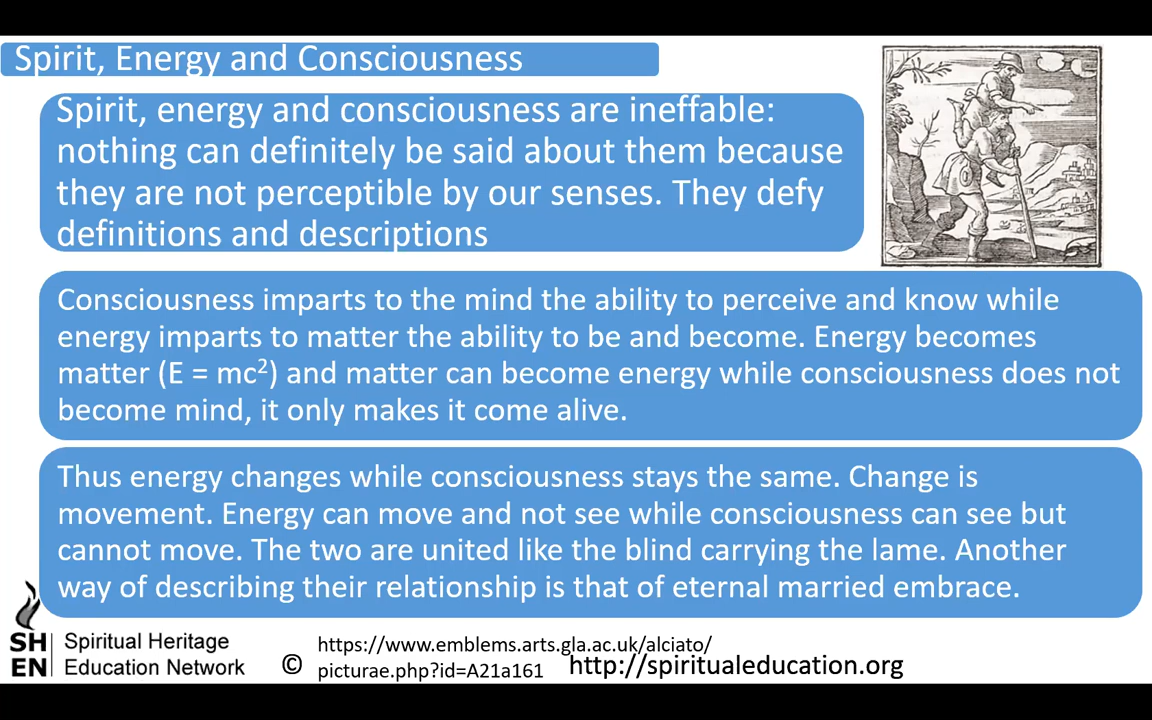 Spirit, Energy and Consciousness
Spirit, energy and consciousness are ineffable:
nothing can definitely be said about them because
they are not perceptible by our senses. They defy
definitions and descriptions
Consciousness imparts to the mind the ability to perceive and know while
energy imparts to matter the ability to be and become. Energy becomes
matter (E = mc²) and matter can become energy while consciousness does not
become mind, it only makes it come alive.
Thus energy changes while consciousness stays the same. Change is
movement. Energy can move and not see while consciousness can see but
cannot move. The two are united like the blind carrying the lame. Another
way of describing their relationship is that of eternal married embrace.
SH
EN
Spiritual Heritage
Education Network
©
https://www.emblems.arts.gla.ac.uk/alciato/
picturae.php?id=A21a161
http://spiritualeducation.org